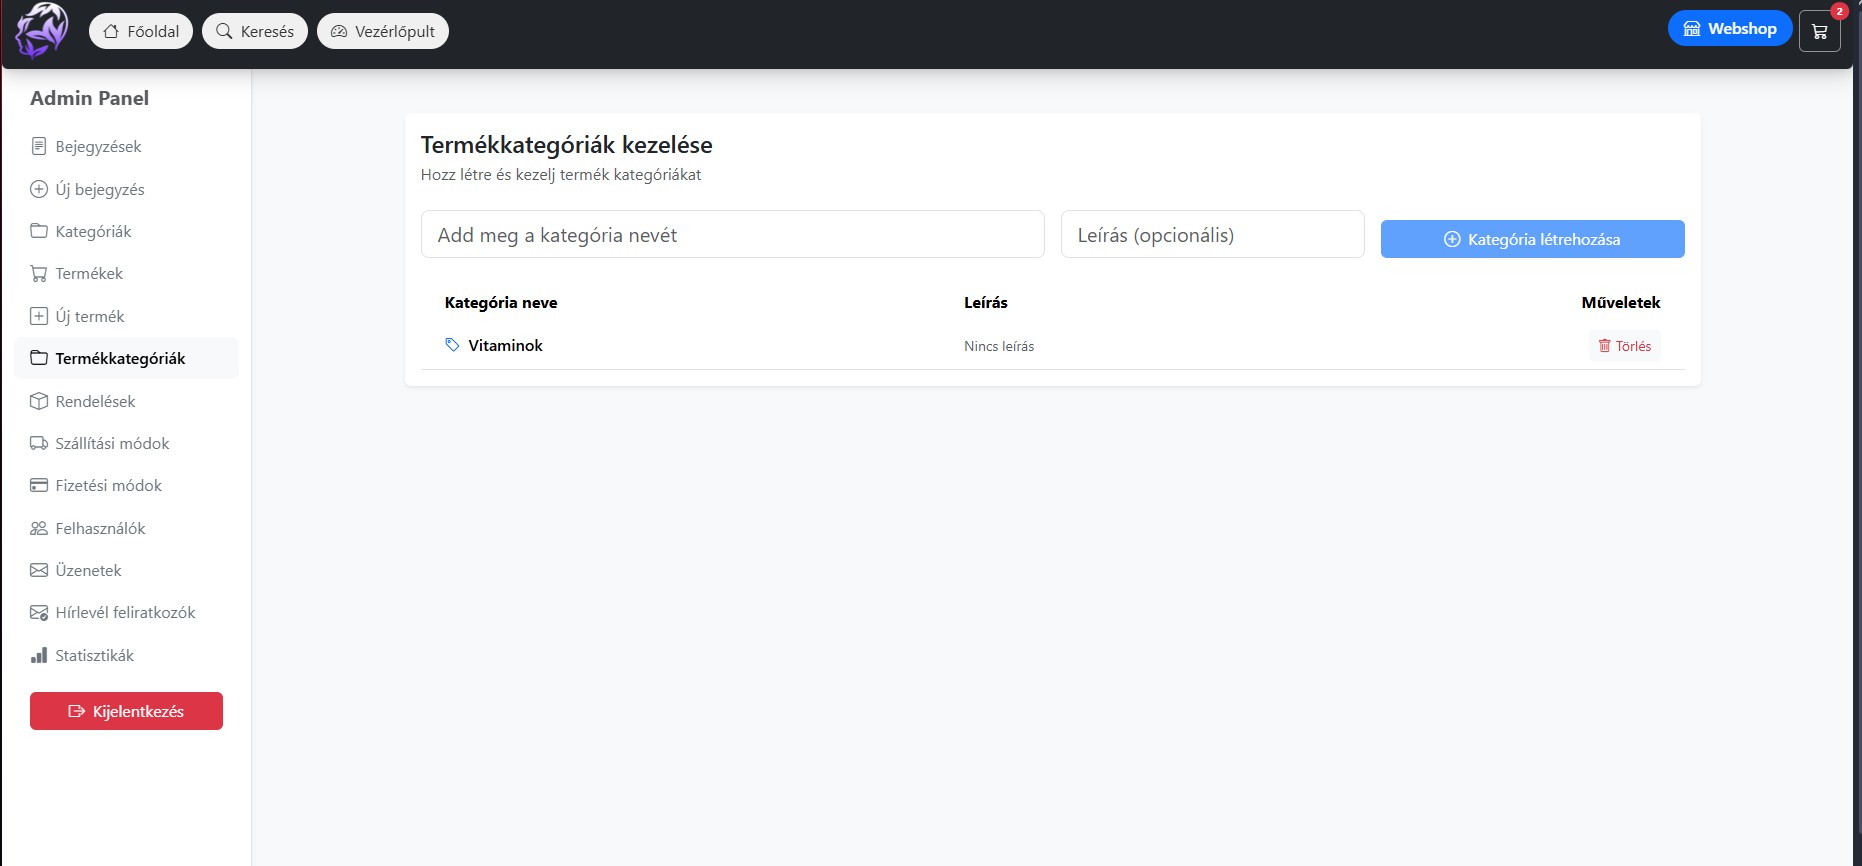 Főoldal
Keresés
Vezérlőpult
Webshop
2
Admin Panel
Bejegyzések
Új bejegyzés
Kategóriák
Termékek
Új termék
Termékkategóriák
Rendelések
Szállítási módok
Fizetési módok
Felhasználók
Üzenetek
Hírlevél feliratkozók
Statisztikák
Kijelentkezés
Termékkategóriák kezelése
Hozz létre és kezelj termék kategóriákat
Add meg a kategória nevét
Leírás (opcionális)
Kategória létrehozása
Kategória neve
Leírás
Műveletek
Vitaminok
Nincs leírás
Törlés